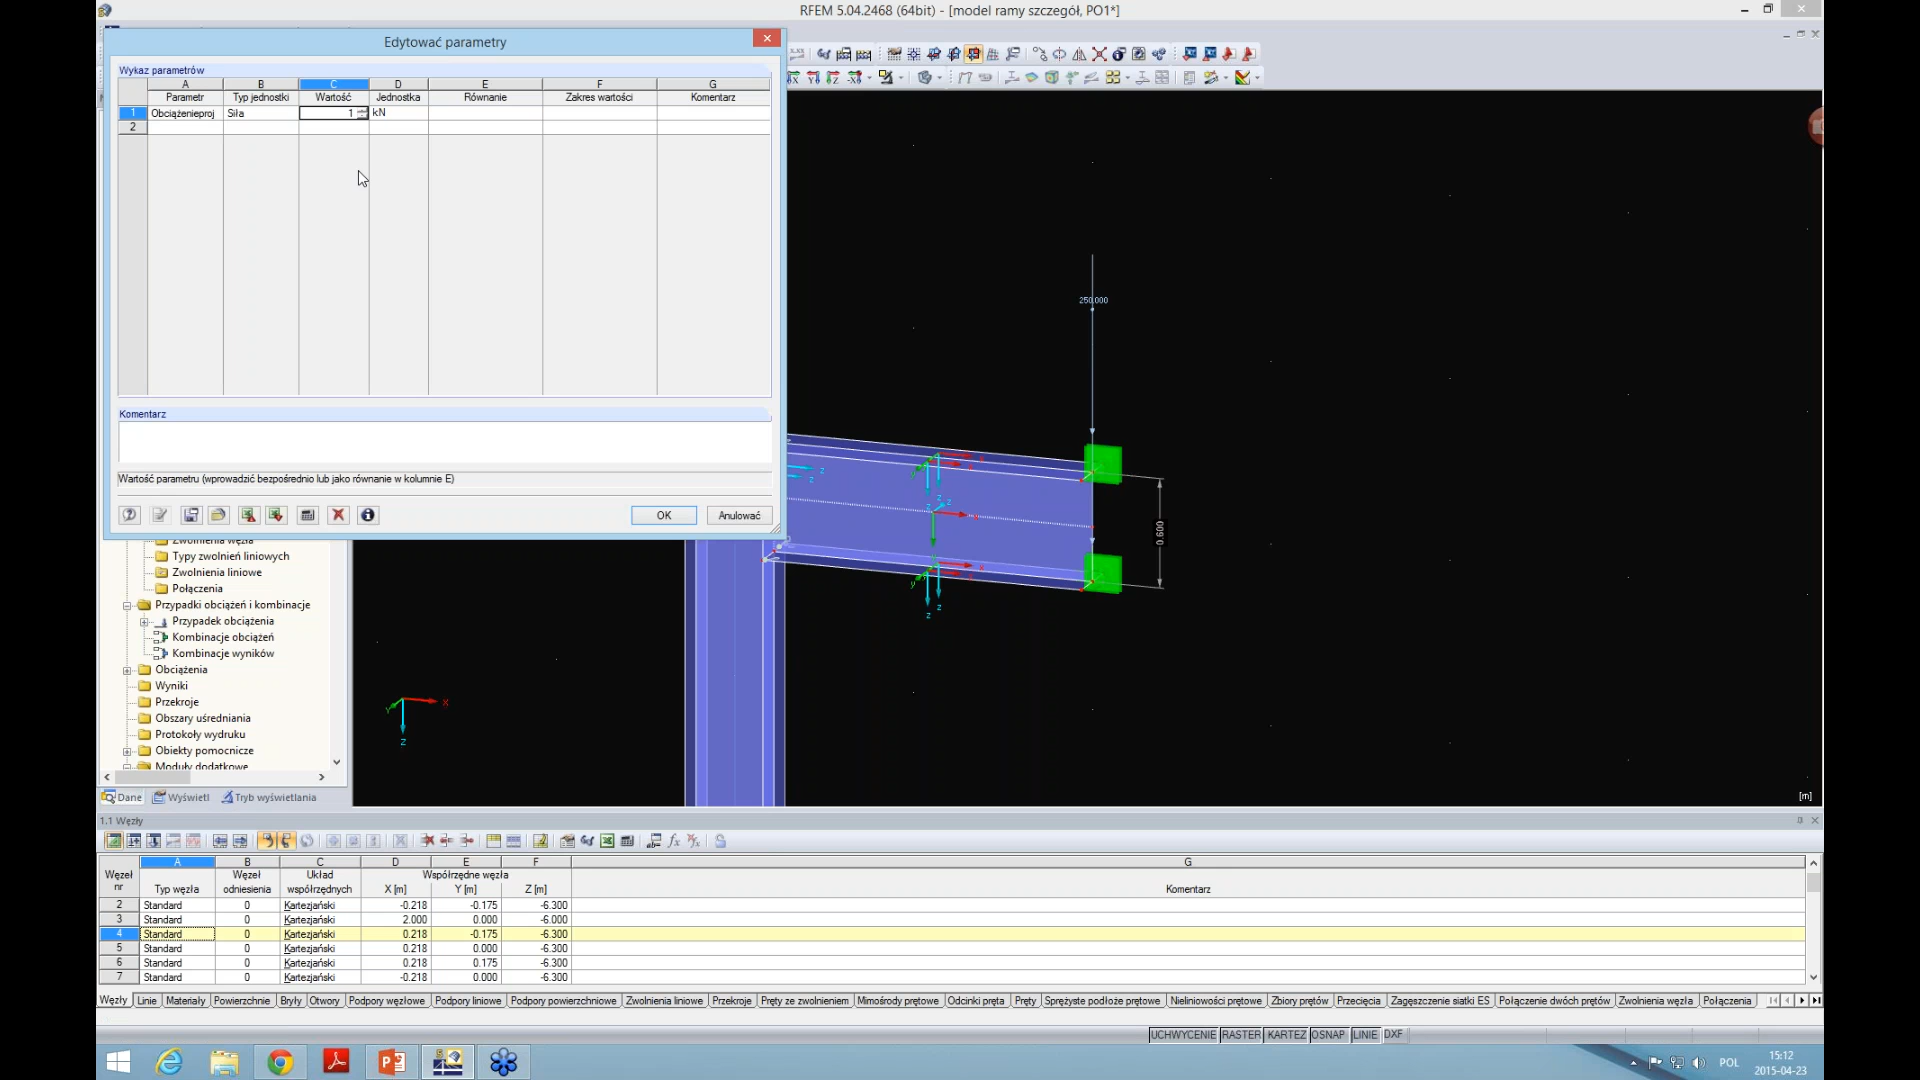 RFEM 5.04.2468 (64bit) - [model ramy szczegół, PO1*]
Edytować parametry
Wykaz parametrów
A B C D E F G
Parametr Typ jednostki Wartość Jednostka Równanie Zakres wartości Komentarz
1 Obciążenieproj Siła 1 kN
2
Komentarz
Wartość parametru (wprowadzić bezpośrednio lub jako równanie w kolumnie E)
OK Anulować
250.000
0.600
Zwolnienia węzła
Typy zwolnień liniowych
Zwolnienia liniowe
Połączenia
Przypadki obciążeń i kombinacje
Przypadek obciążenia
Kombinacje obciążeń
Kombinacje wyników
Obciążenia
Wyniki
Przekroje
Obszary uśredniania
Protokoły wydruku
Obiekty pomocnicze
Moduły dodatkowe
X
Y
Z
[m]
Dane Wyświetl Tryb wyświetlania
1.1 Węzły
A B C D E F G
Węzeł nr Typ węzła Węzeł odniesienia Układ współrzędnych Współrzędne węzła X [m] Y [m] Z [m] Komentarz
2 Standard 0 Kartezjański -0.218 -0.175 -6.300
3 Standard 0 Kartezjański 2.000 0.000 -6.000
4 Standard 0 Kartezjański 0.218 -0.175 -6.300
5 Standard 0 Kartezjański 0.218 0.000 -6.300
6 Standard 0 Kartezjański 0.218 0.175 -6.300
7 Standard 0 Kartezjański -0.218 0.000 -6.300
Węzły Linie Materiały Powierzchnie Bryły Otwory Podpory węzłowe Podpory liniowe Podpory powierzchniowe Zwolnienia liniowe Przekroje Pręty ze zwolnieniem Mimośrody prętowe Odcinki pręta Pręty Sprężyste podłoże prętowe Nieliniowości prętowe Zbiory prętów Przecięcia Zagęszczenie siatki ES Połączenie dwóch prętów Zwolnienia węzła Połączenia
UCHWYCENIE RASTER KARTEZ OSNAP LINIE DXF
POL
15:12
2015-04-23